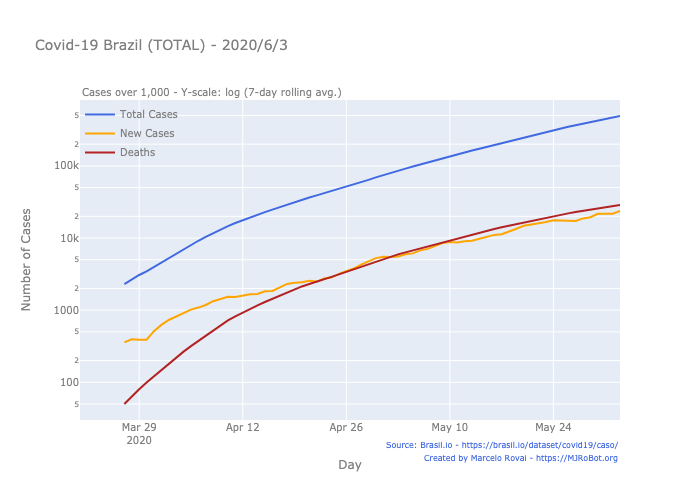 Covid-19 Brazil (TOTAL) - 2020/6/3
Cases over 1,000 - Y-scale: log (7-day rolling avg.)
Total Cases
New Cases
Deaths
5
2
100k
5
2
10k
5
2
1000
5
2
100
5
Number of Cases
Mar 29
2020
Apr 12
Apr 26
May 10
May 24
Day
Source: Brasil.io - https://brasil.io/dataset/covid19/caso/
Created by Marcelo Rovai - https://MJRoBot.org